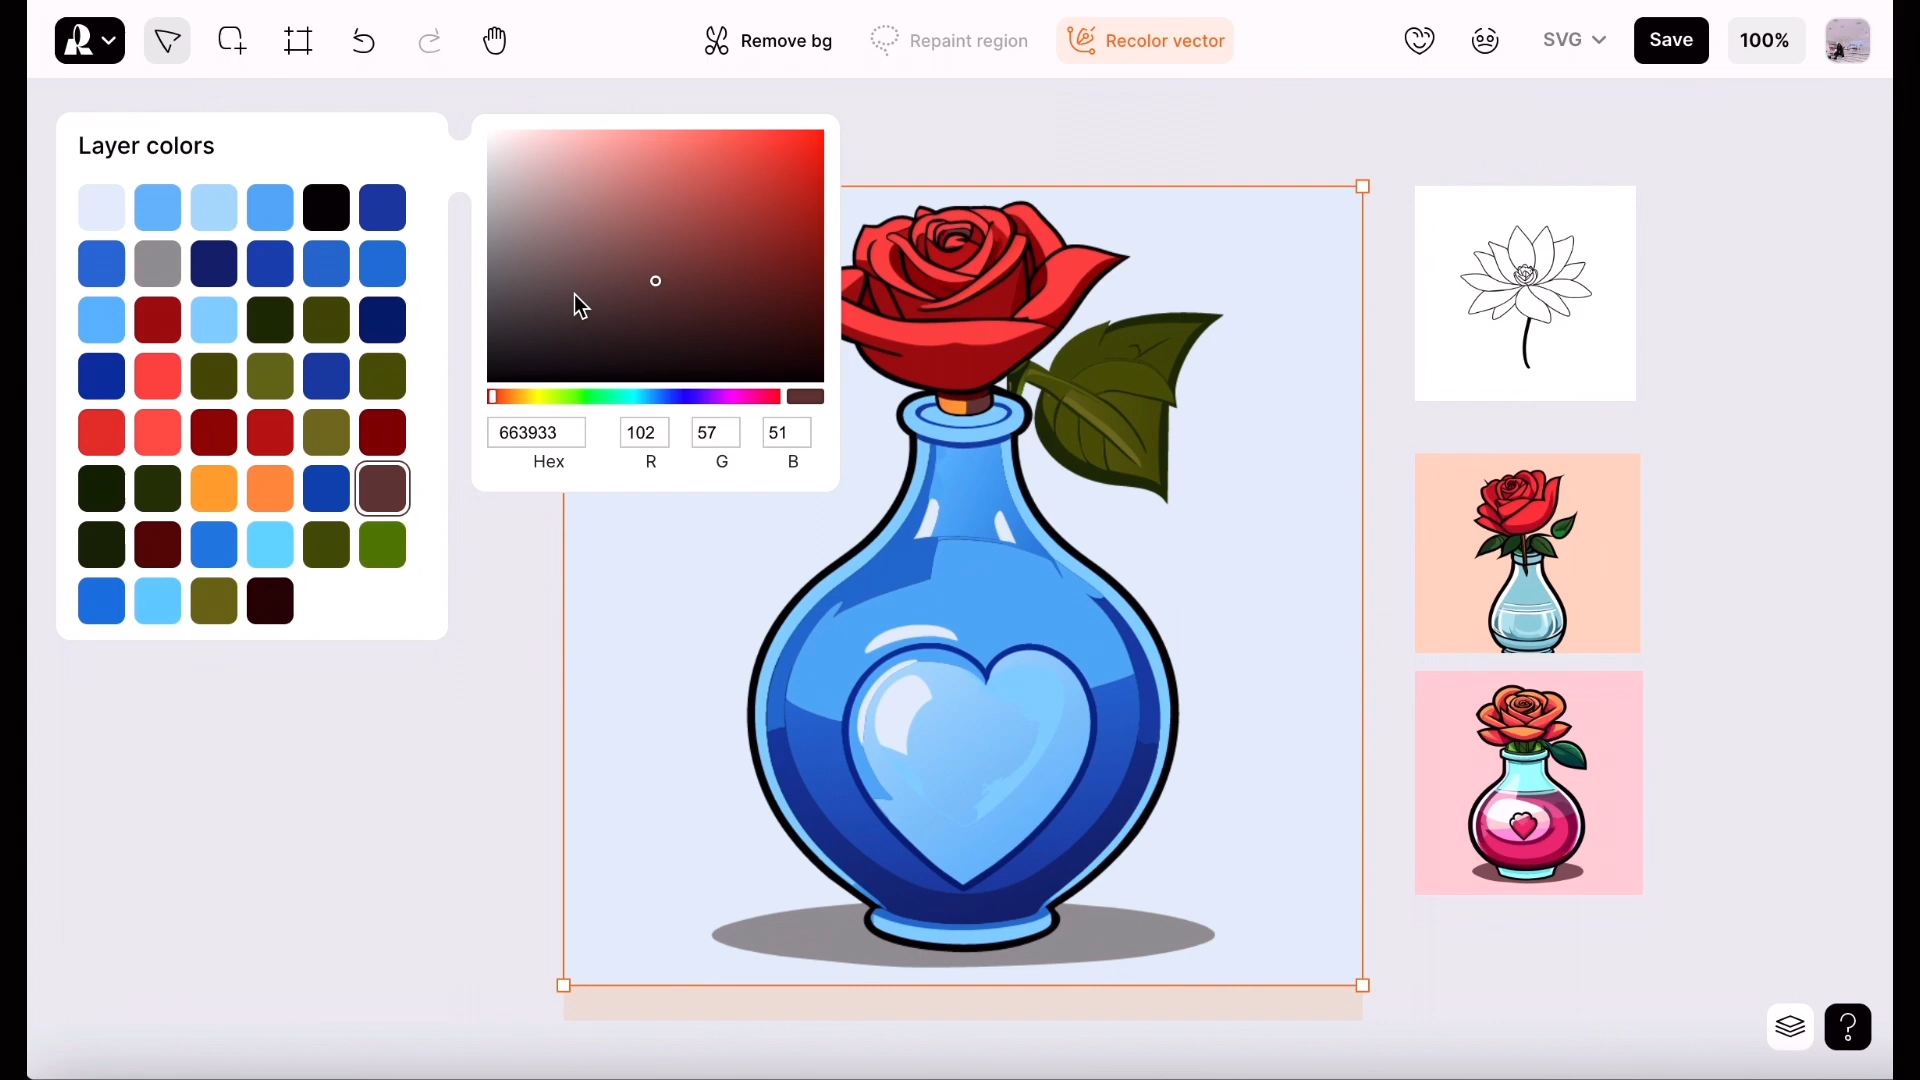 Remove bg
Repaint region
Recolor vector
SVG
Save
100%
Layer colors
663933
102
57
51
Hex
R
G
B
?